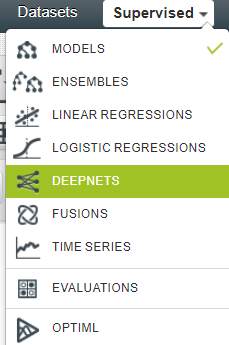 Datasets Supervised
MODELS
ENSEMBLES
LINEAR REGRESSIONS
LOGISTIC REGRESSIONS
DEEPNETS
FUSIONS
TIME SERIES
EVALUATIONS
OPTIML